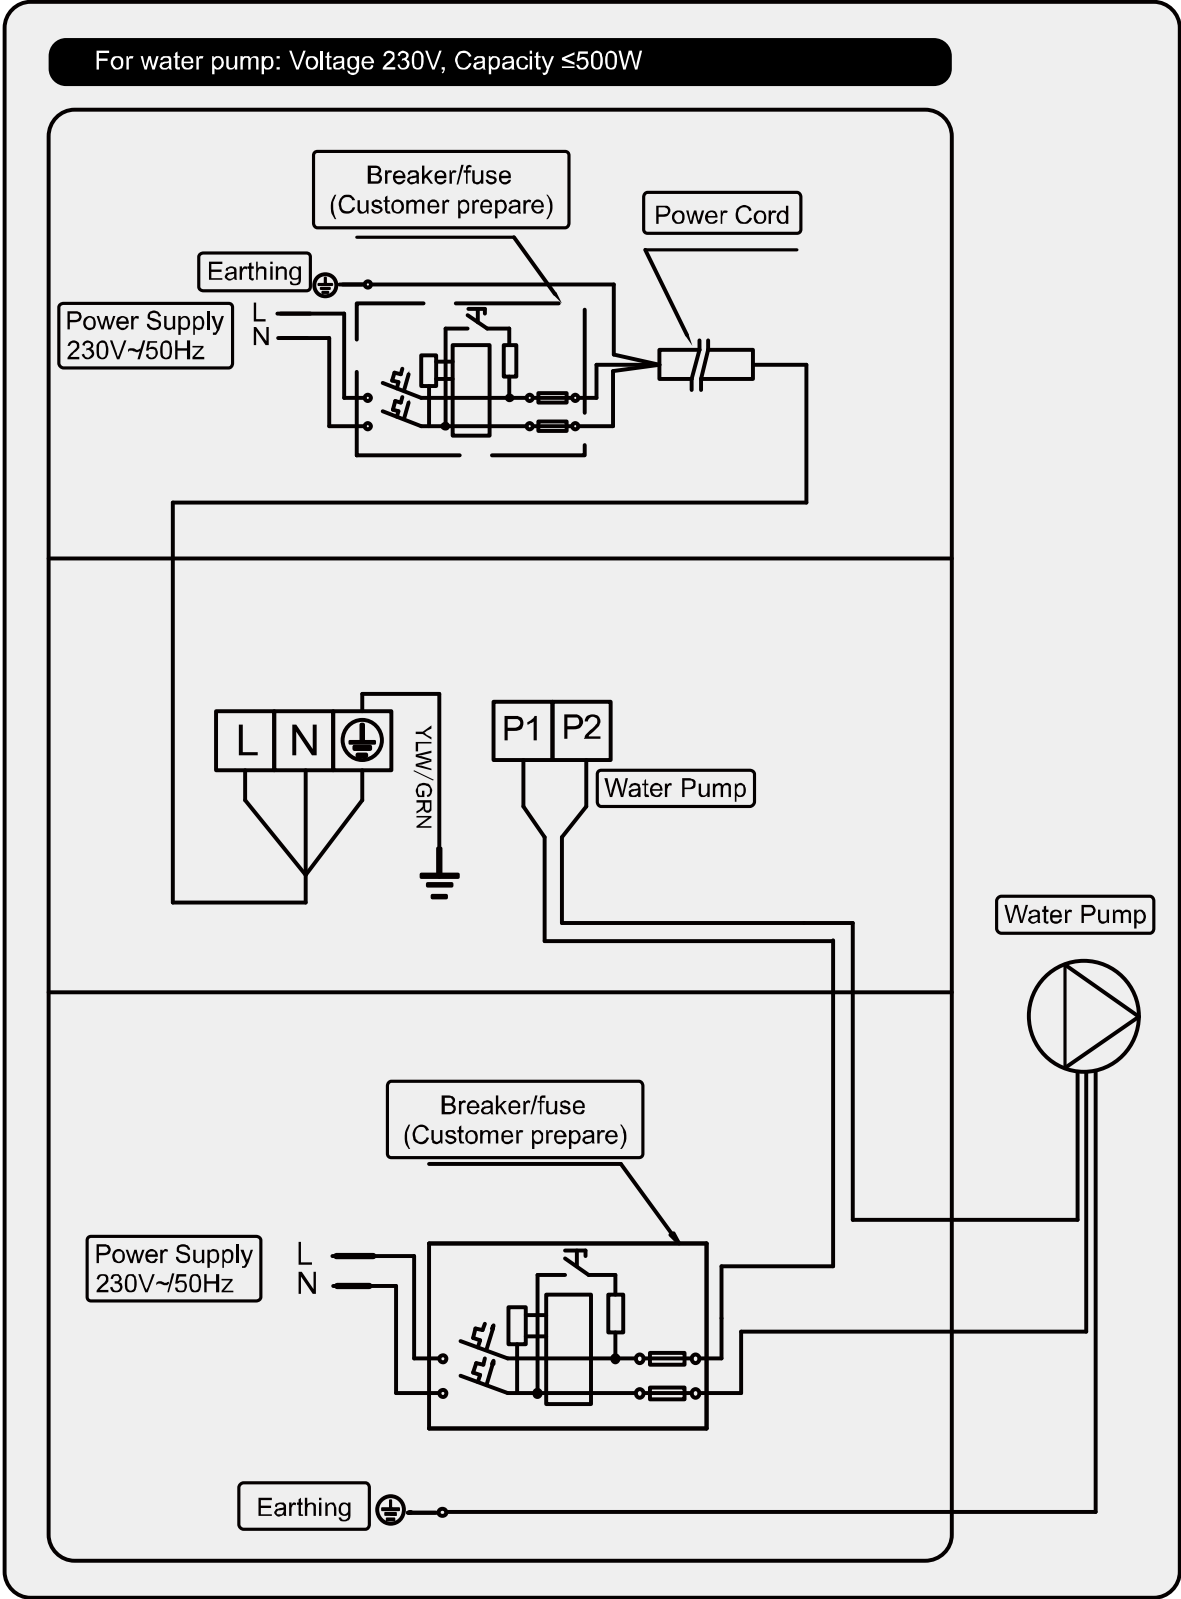 For water pump: Voltage 230V, Capacity ≤500W
Breaker/fuse
(Customer prepare)
Power Cord
Earthing
Power Supply
230V~/50Hz
L
N
L N
YLW/GRN
P1 P2
Water Pump
Water Pump
Breaker/fuse
(Customer prepare)
Power Supply
230V~/50Hz
L
N
Earthing